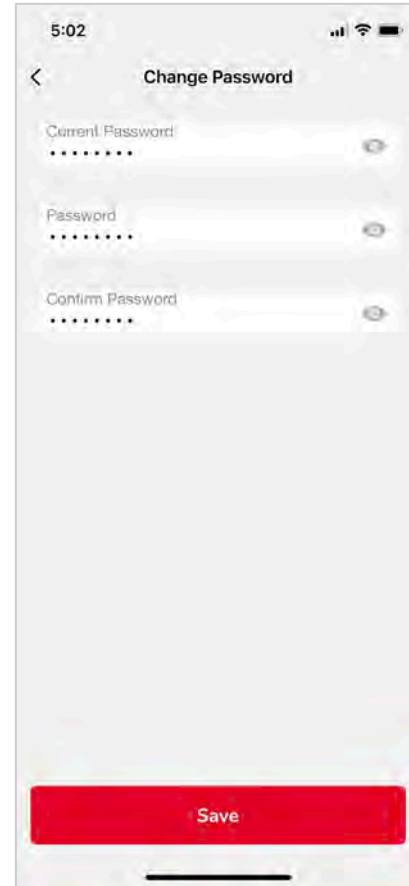 5:02
Change Password
Current Password
••••••••
Password
••••••••
Confirm Password
••••••••
Save